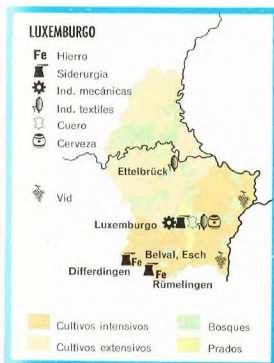 LUXEMBURGO
Fe Hierro
Siderurgia
Ind. mecánicas
Ind. textiles
Cuero
Cerveza
Vid
Ettelbrück
Luxemburgo
Belval, Esch
Fe
Differdingen
Fe
Rümelingen
Cultivos intensivos
Bosques
Cultivos extensivos
Prados